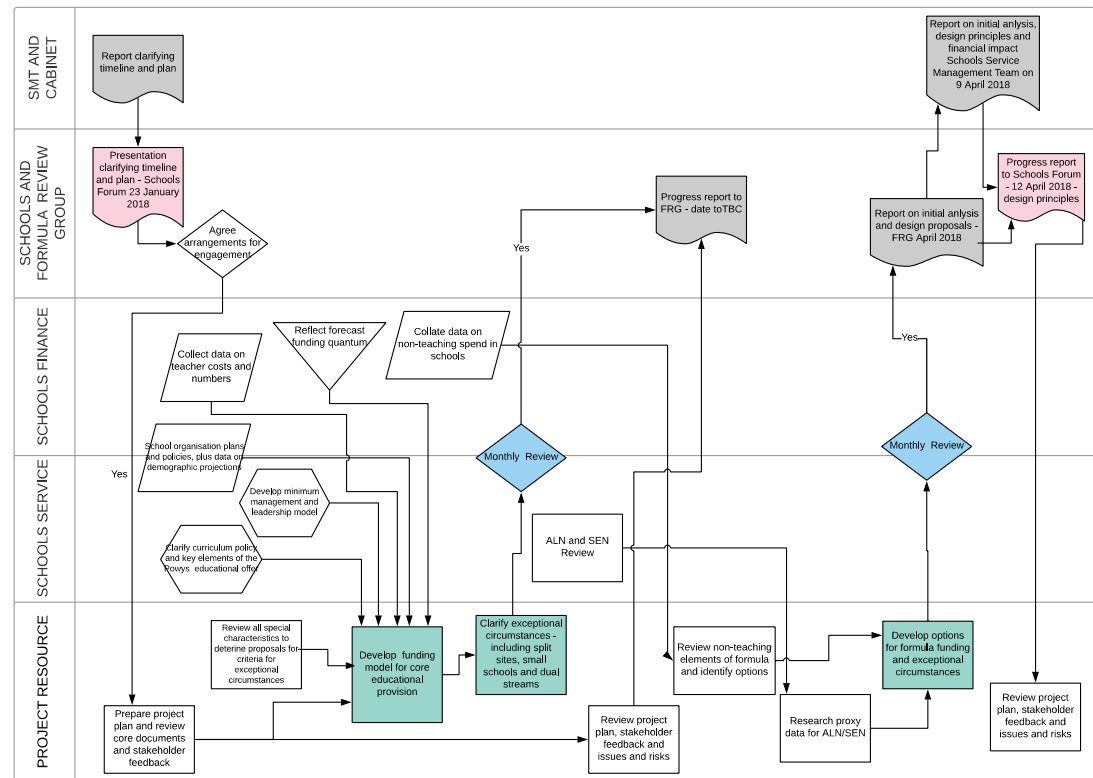 SMT AND
CABINET
Report clarifying
timeline and plan
Report on initial anlysis,
design principles and
financial impact
Schools Service
Management Team on
9 April 2018
SCHOOLS AND
FORMULA REVIEW
GROUP
Presentation
clarifying timeline
and plan - Schools
Forum 23 January
2018
Agree
arrangements for
engagement
Yes
Progress report to
FRG - date toTBC
Report on initial anlysis
and design proposals -
FRG April 2018
Progress report
to Schools Forum
- 12 April 2018 -
design principles
SCHOOLS FINANCE
Collect data on
teacher costs and
numbers
Reflect forecast
funding quantum
Collate data on
non-teaching spend in
schools
Yes
Monthly Review
Monthly Review
SCHOOLS SERVICE
School organisation plans
and policies, plus data on
demographic projections
Yes
Develop minimum
management and
leadership model
Clarify curriculum policy
and key elements of the
Powys educational offer
ALN and SEN
Review
PROJECT RESOURCE
Review all special
characteristics to
deterine proposals for
criteria for
exceptional
circumstances
Develop funding
model for core
educational
provision
Clarify exceptional
circumstances -
including split
sites, small
schools and dual
streams
Review non-teaching
elements of formula
and identify options
Develop options
for formula funding
and exceptional
circumstances
Prepare project
plan and review
core documents
and stakeholder
feedback
Review project
plan, stakeholder
feedback and
issues and risks
Research proxy
data for ALN/SEN
Review project
plan, stakeholder
feedback and
issues and risks